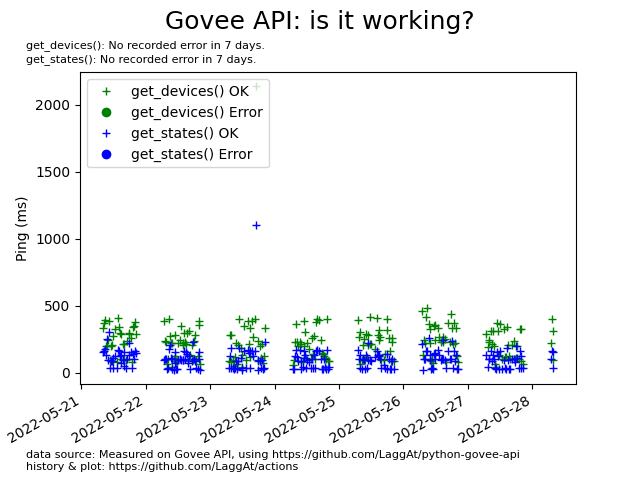 Govee API: is it working?
get_devices(): No recorded error in 7 days.
get_states(): No recorded error in 7 days.
get_devices() OK
get_devices() Error
get_states() OK
get_states() Error
Ping (ms)
2000
1500
1000
500
0
2022-05-21
2022-05-22
2022-05-23
2022-05-24
2022-05-25
2022-05-26
2022-05-27
2022-05-28
data source: Measured on Govee API, using https://github.com/LaggAt/python-govee-api
history & plot: https://github.com/LaggAt/actions